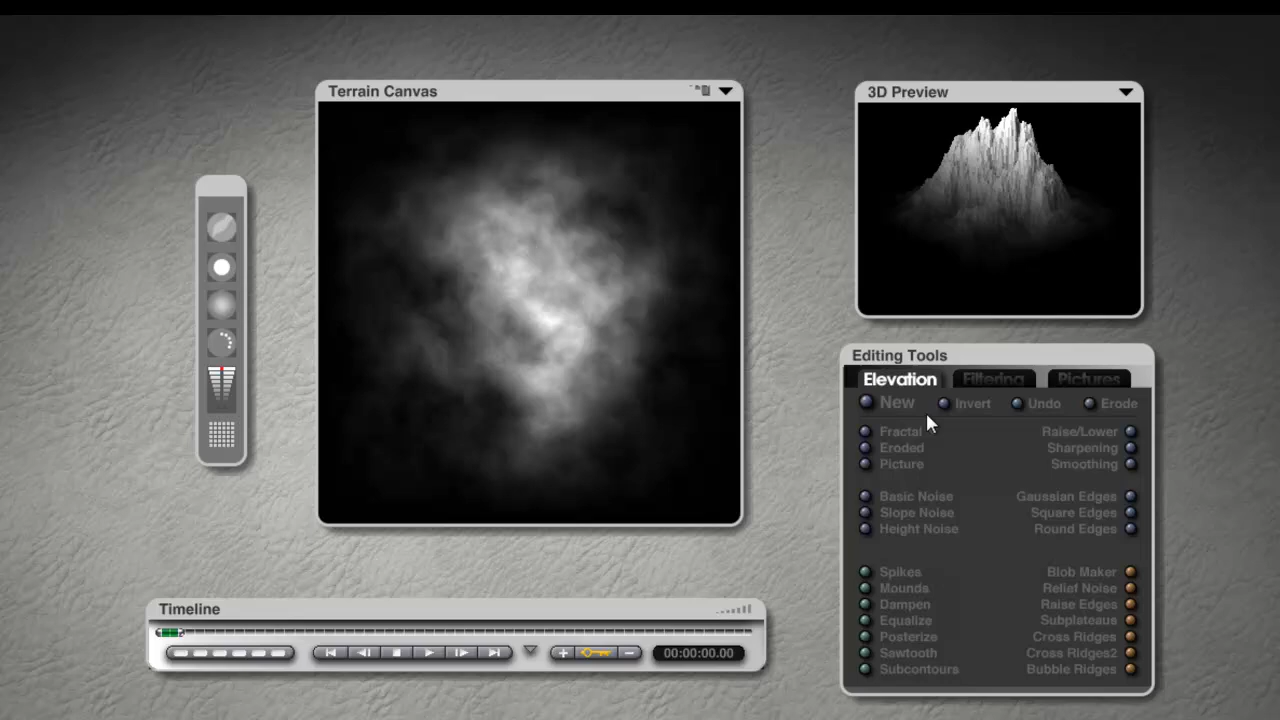 Terrain Canvas
3D Preview
Editing Tools
Elevation Filtering Pictures
New Invert Undo Erode
Fractal Raise/Lower
Eroded Sharpening
Picture Smoothing
Basic Noise Gaussian Edges
Slope Noise Square Edges
Height Noise Round Edges
Spikes Blob Maker
Mounds Relief Noise
Dampen Raise Edges
Equalize Subplateaus
Posterize Cross Ridges
Sawtooth Cross Ridges2
Subcontours Bubble Ridges
Timeline
00:00:00.00